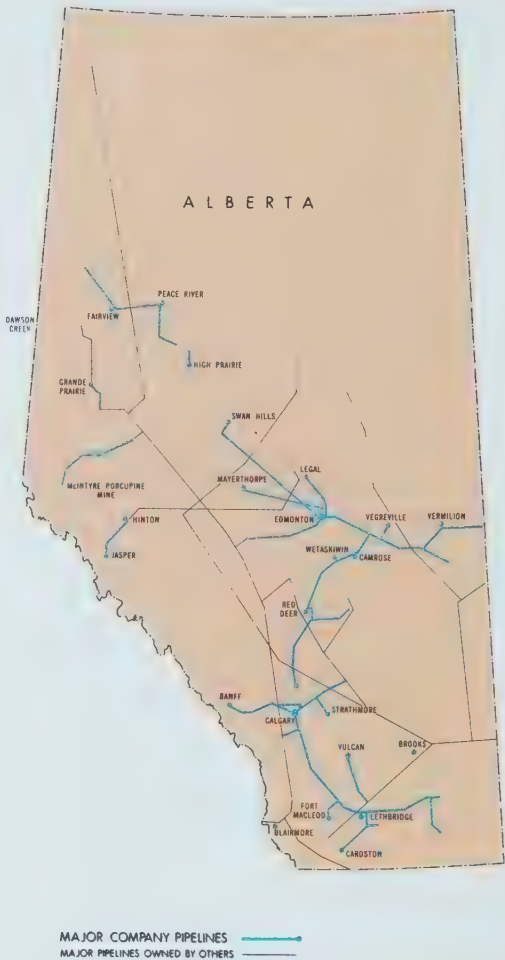 ALBERTA
PEACE RIVER
FAIRVIEW
DAWSON
CREEK
HIGH PRAIRIE
GRANDE
PRAIRIE
SWAN HILLS
McINTYRE PORCUPINE
MINE
MAYERTHORPE
LEGAL
HINTON
EDMONTON
VEGREVILLE
VERMILION
JASPER
WETASKIWIN
CAMROSE
RED
DEER
BANFF
CALGARY
STRATHMORE
VULCAN
BROOKS
FORT
MACLEOD
LETHBRIDGE
BLAIRMORE
CARDSTON
MAJOR COMPANY PIPELINES
MAJOR PIPELINES OWNED BY OTHERS